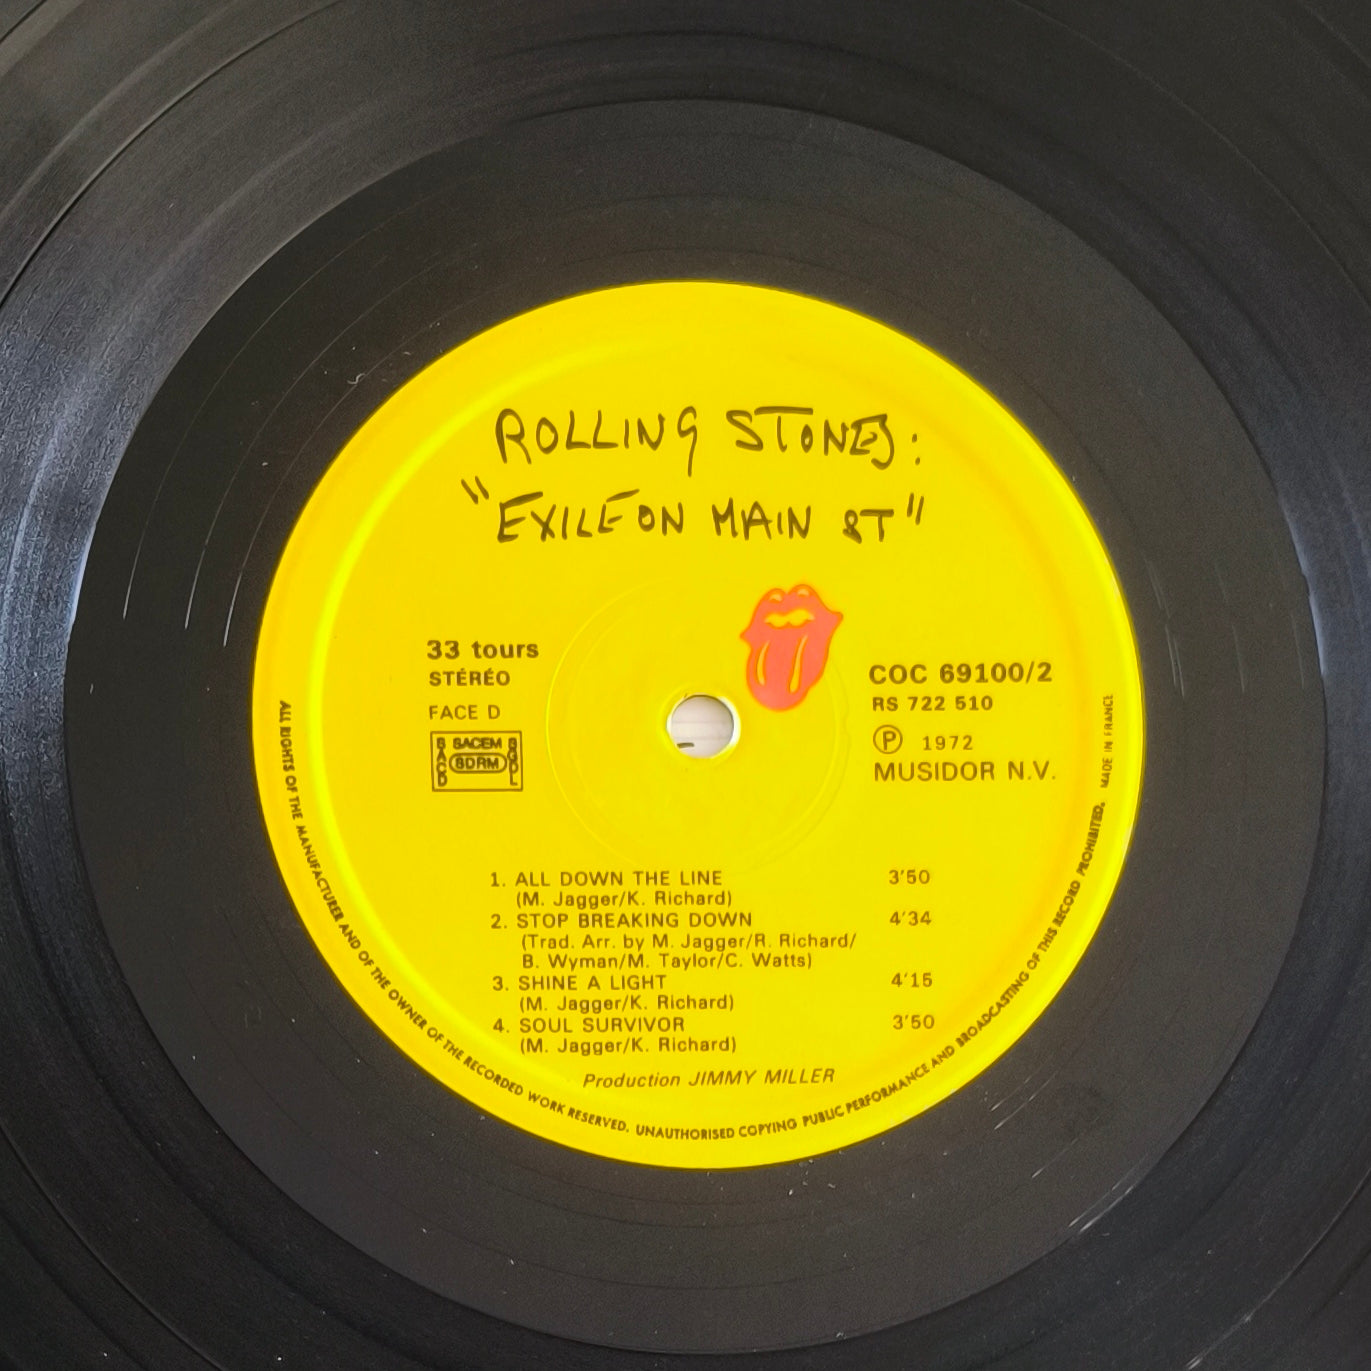 ROLLING STONES:
"EXILE ON MAIN ST"
33 tours
STÉRÉO
FACE D
SACEM
SACD
SDRM
SGDL
COC 69100/2
RS 722 510
Ⓟ 1972
MUSIDOR N.V.
1. ALL DOWN THE LINE 3'50
(M. Jagger/K. Richard)
2. STOP BREAKING DOWN 4'34
(Trad. Arr. by M. Jagger/R. Richard/
B. Wyman/M. Taylor/C. Watts)
3. SHINE A LIGHT 4'15
(M. Jagger/K. Richard)
4. SOUL SURVIVOR 3'50
(M. Jagger/K. Richard)
Production JIMMY MILLER
ALL RIGHTS OF THE MANUFACTURER AND OF THE OWNER OF THE RECORDED WORK RESERVED. UNAUTHORISED COPYING PUBLIC PERFORMANCE AND BROADCASTING OF THIS RECORD PROHIBITED. MADE IN FRANCE